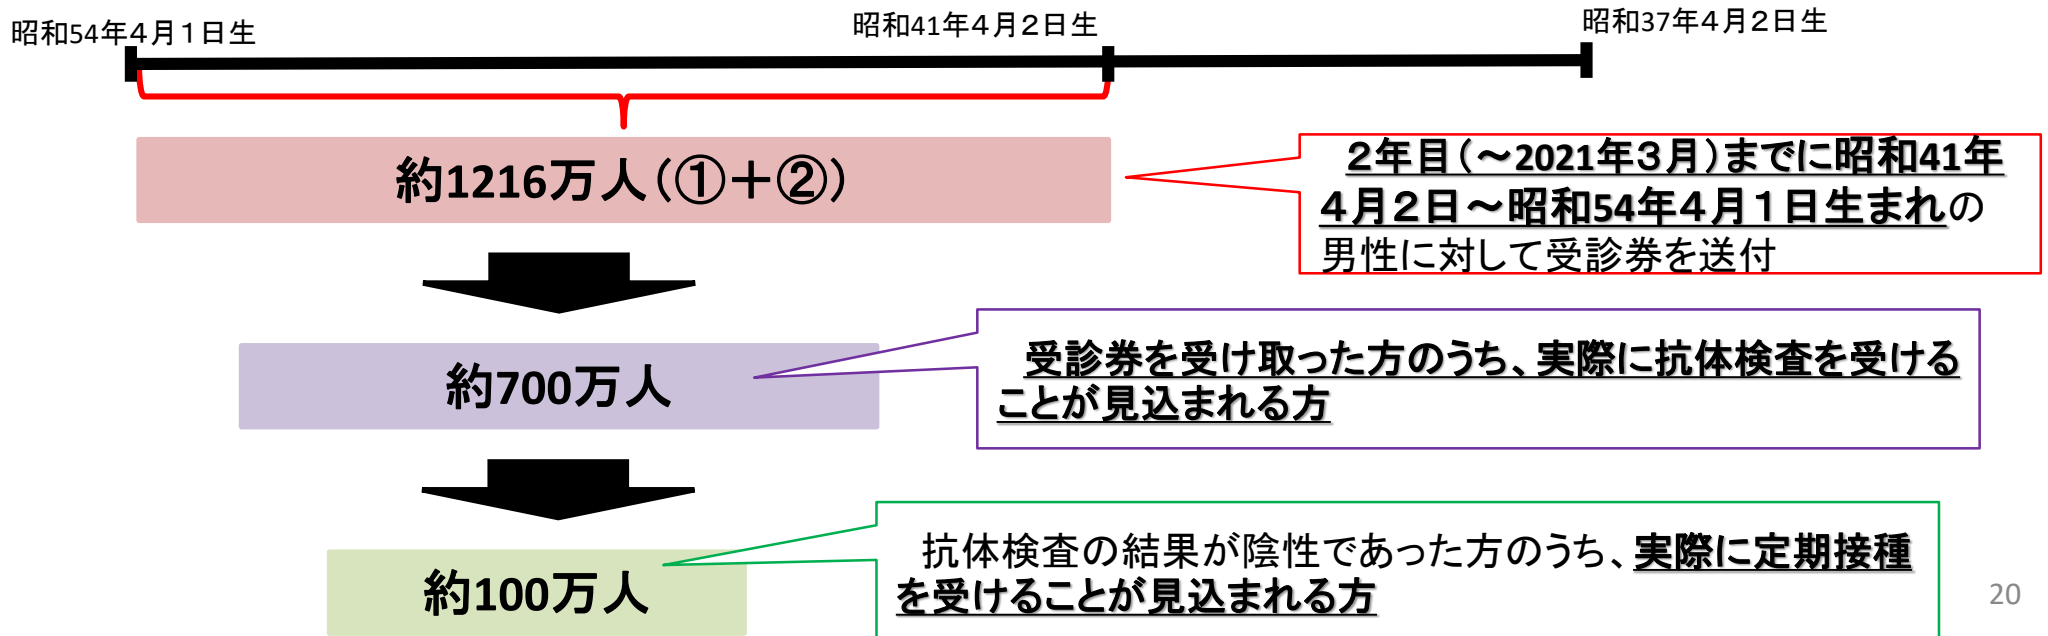 昭和54年４月１日生
昭和41年４月２日生
昭和37年４月２日生
約1216万人（①＋②）
２年目（～2021年３月）までに昭和41年
４月２日～昭和54年４月１日生まれの
男性に対して受診券を送付
約700万人
受診券を受け取った方のうち、実際に抗体検査を受ける
ことが見込まれる方
約100万人
抗体検査の結果が陰性であった方のうち、実際に定期接種
を受けることが見込まれる方
20